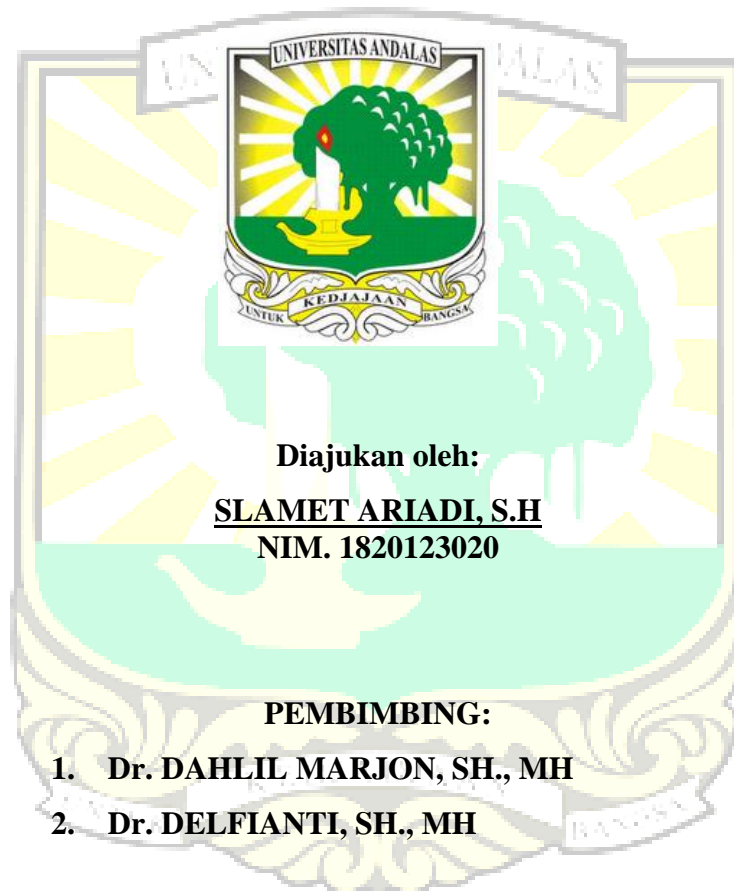 UNIVERSITAS ANDALAS
UNTUK KEDJAJAAN BANGSA
Diajukan oleh:
SLAMET ARIADI, S.H
NIM. 1820123020
PEMBIMBING:
1. Dr. DAHLIL MARJON, SH., MH
2. Dr. DELFIANTI, SH., MH
BANGSA